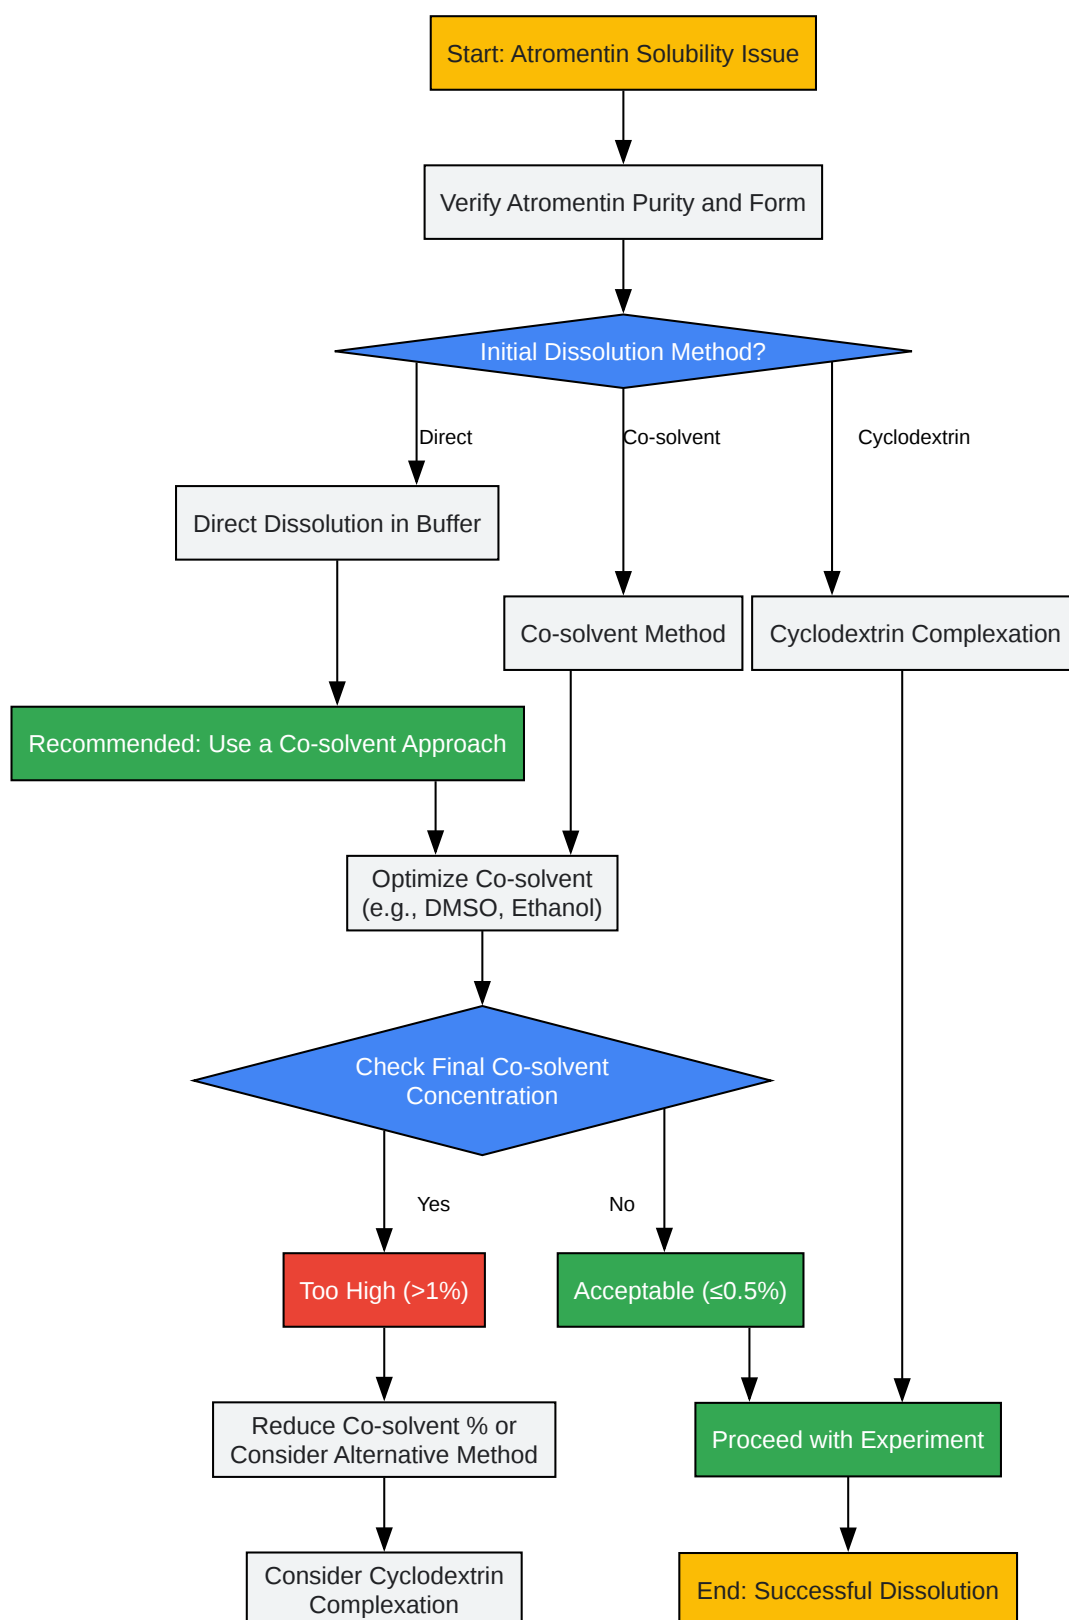 Start: Atromentin Solubility Issue
Verify Atromentin Purity and Form
Initial Dissolution Method?
Direct
Co-solvent
Cyclodextrin
Direct Dissolution in Buffer
Co-solvent Method
Cyclodextrin Complexation
Recommended: Use a Co-solvent Approach
Optimize Co-solvent
(e.g., DMSO, Ethanol)
Check Final Co-solvent
Concentration
Yes
No
Too High (>1%)
Acceptable (≤0.5%)
Reduce Co-solvent % or
Consider Alternative Method
Proceed with Experiment
Consider Cyclodextrin
Complexation
End: Successful Dissolution